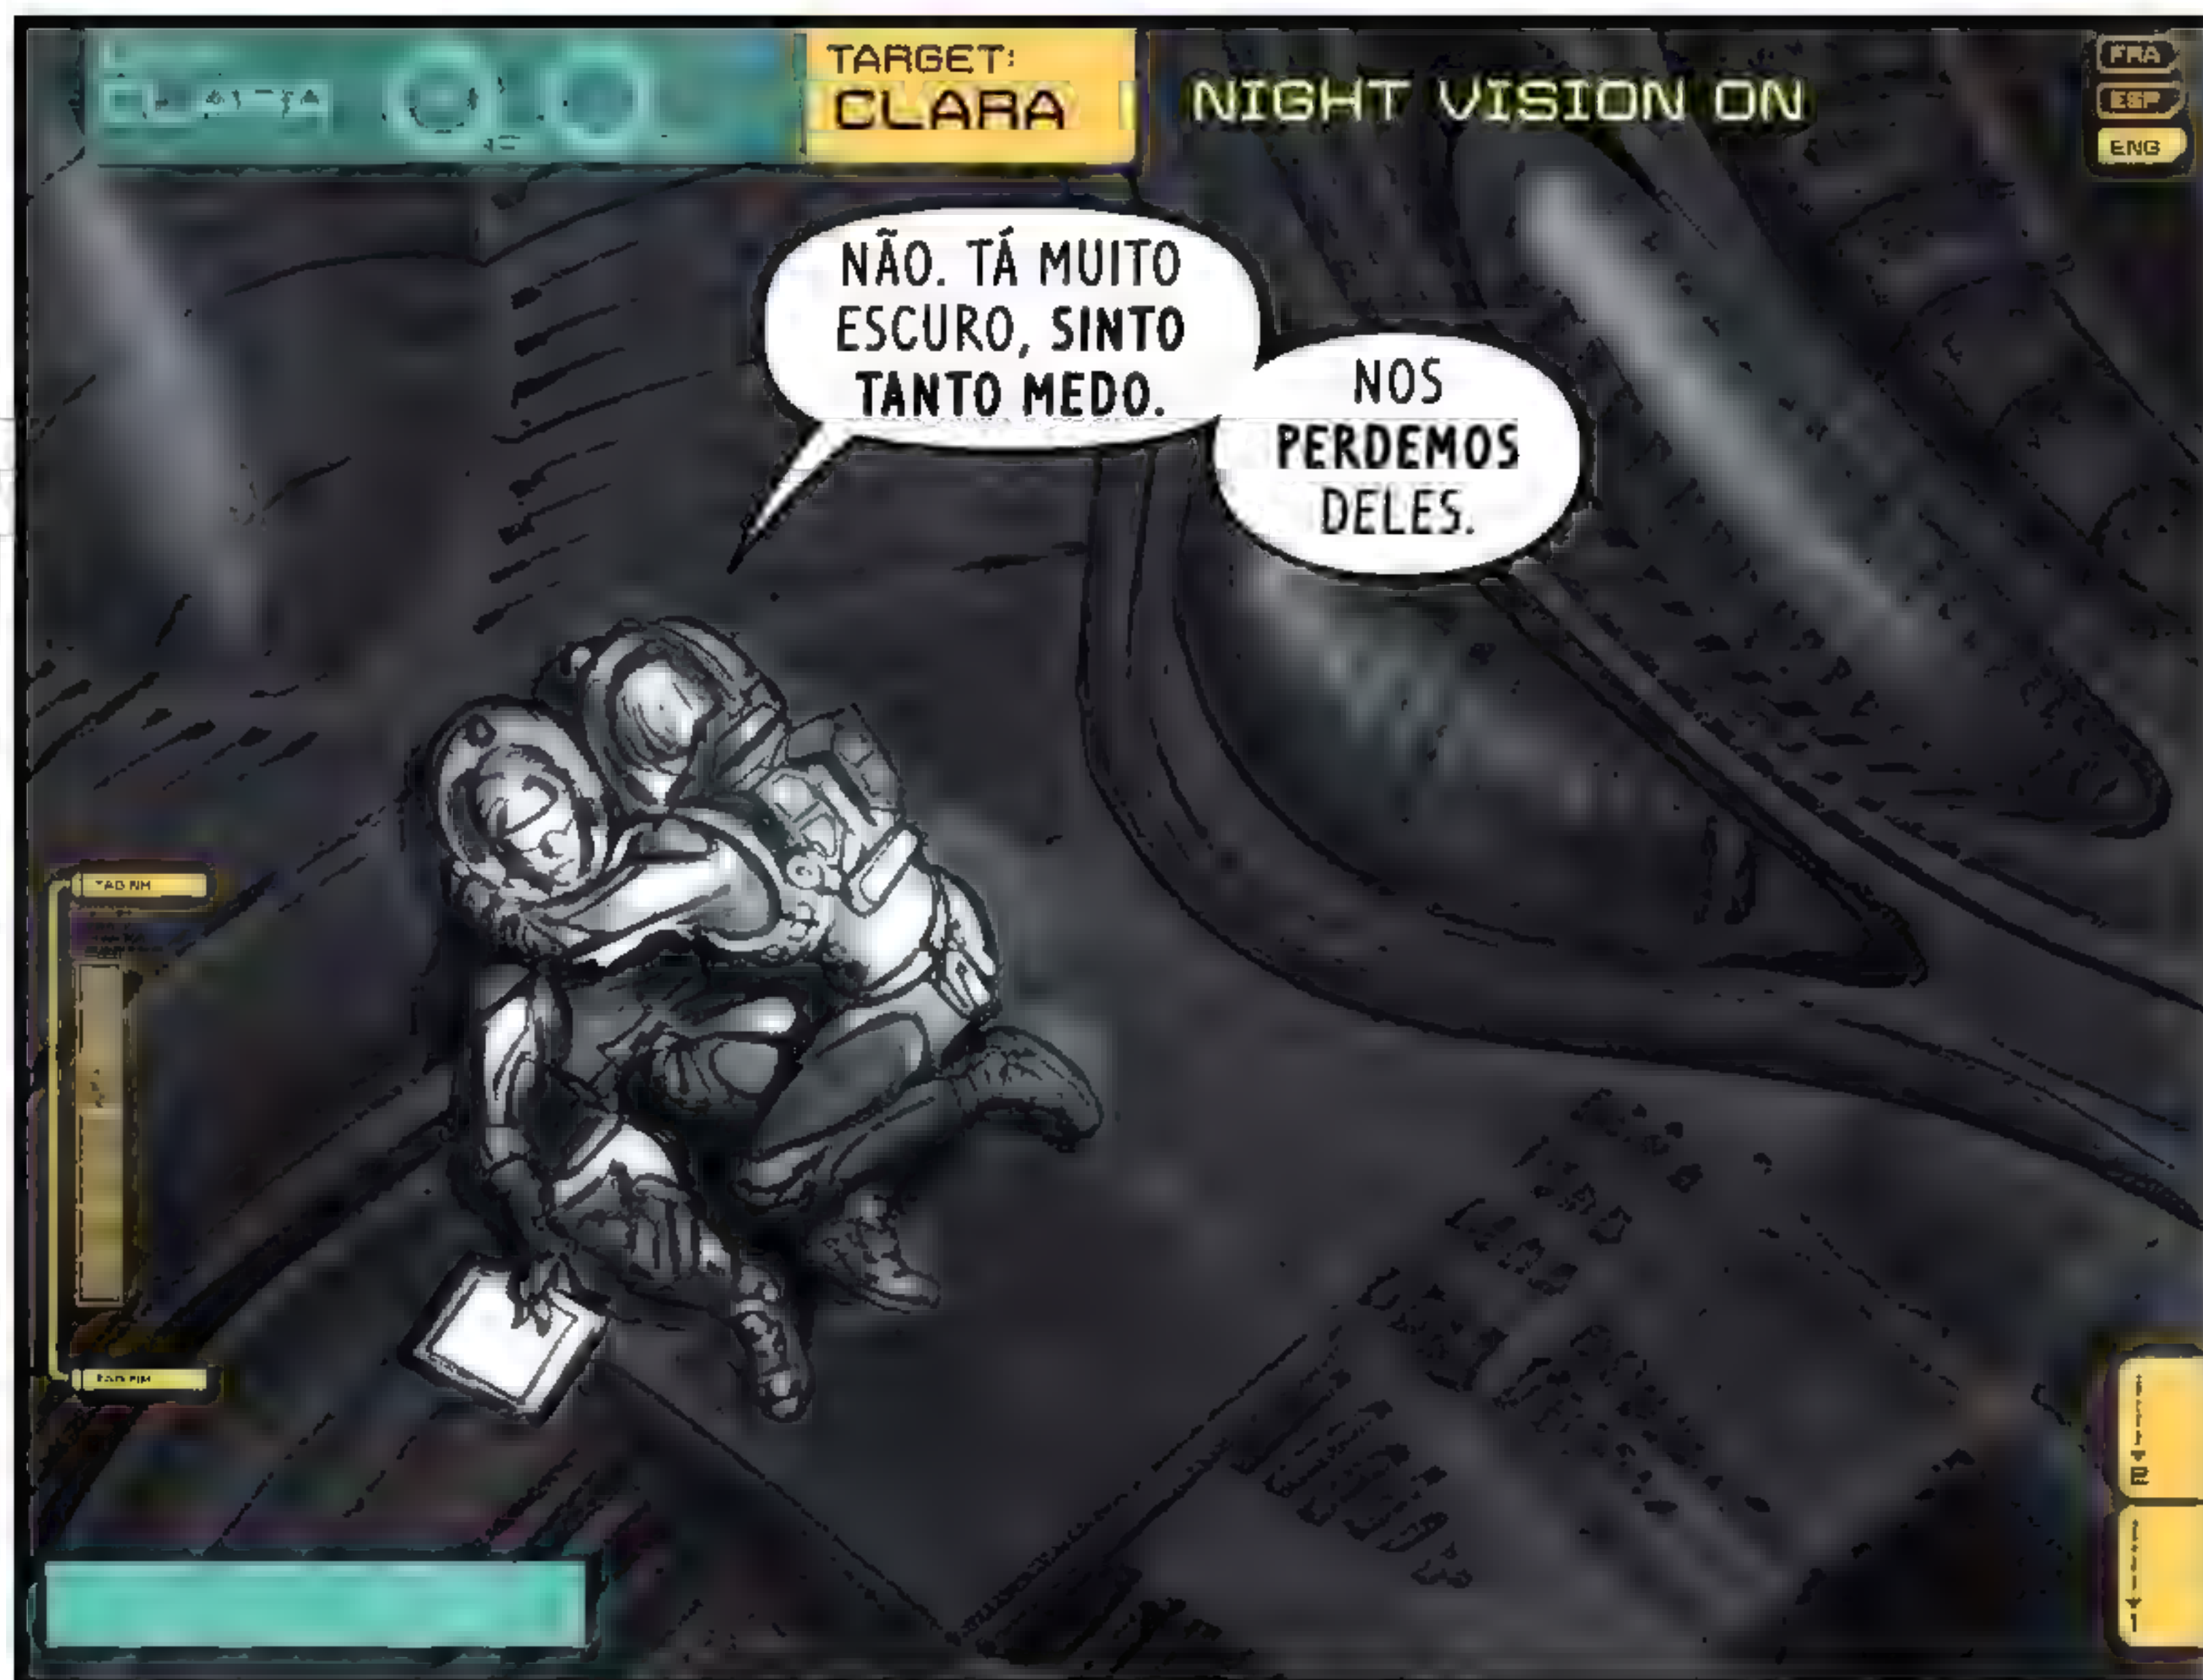 TARGET:
CLARA
NIGHT VISION ON
FRA
ESP
ENG
NÃO. TÁ MUITO
ESCURO, SINTO
TANTO MEDO.
NOS
PERDEMOS
DELES.